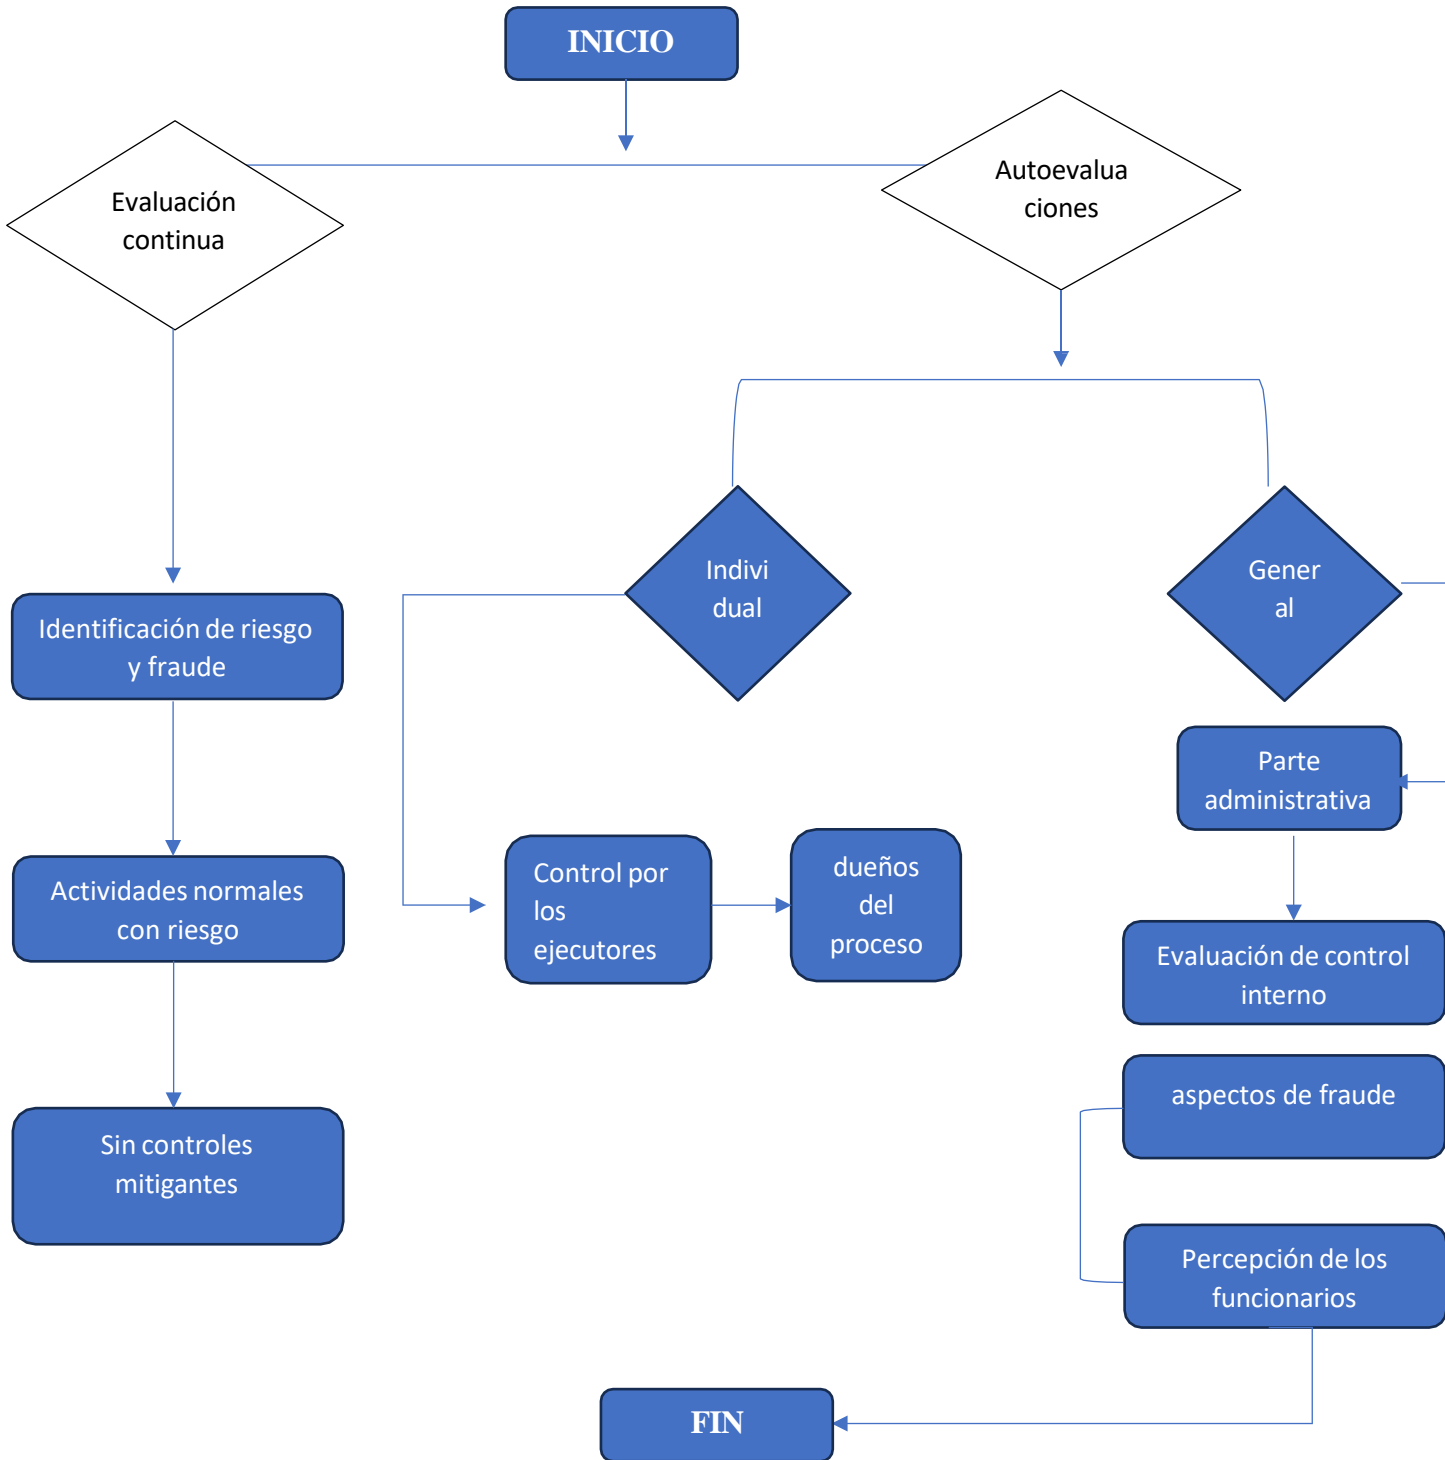 INICIO
Evaluación
continua
Autoevalua
ciones
Indivi
dual
Gener
al
Identificación de riesgo
y fraude
Parte
administrativa
Actividades normales
con riesgo
Control por
los
ejecutores
dueños
del
proceso
Evaluación de control
interno
aspectos de fraude
Sin controles
mitigantes
Percepción de los
funcionarios
FIN